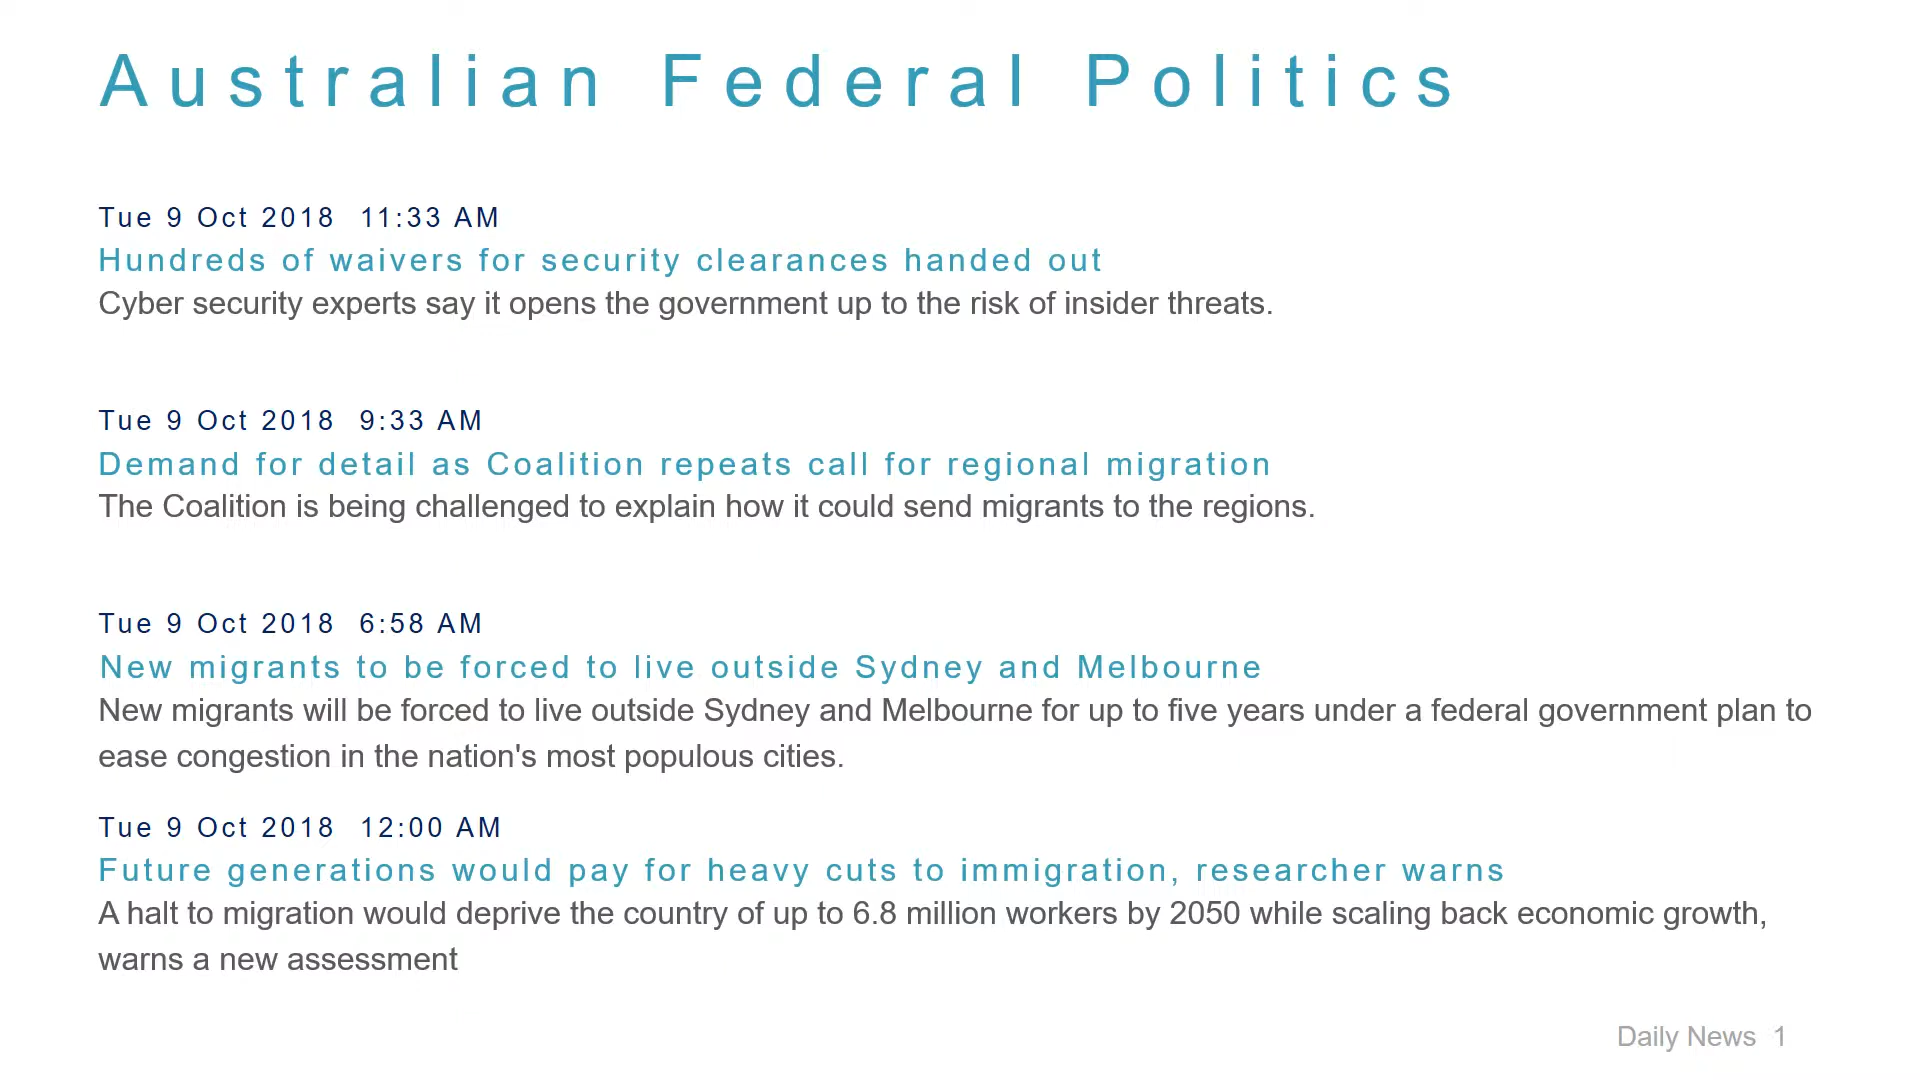 Australian Federal Politics
Tue 9 Oct 2018  11:33 AM
Hundreds of waivers for security clearances handed out
Cyber security experts say it opens the government up to the risk of insider threats.
Tue 9 Oct 2018  9:33 AM
Demand for detail as Coalition repeats call for regional migration
The Coalition is being challenged to explain how it could send migrants to the regions.
Tue 9 Oct 2018  6:58 AM
New migrants to be forced to live outside Sydney and Melbourne
New migrants will be forced to live outside Sydney and Melbourne for up to five years under a federal government plan to
ease congestion in the nation's most populous cities.
Tue 9 Oct 2018  12:00 AM
Future generations would pay for heavy cuts to immigration, researcher warns
A halt to migration would deprive the country of up to 6.8 million workers by 2050 while scaling back economic growth,
warns a new assessment
Daily News  1